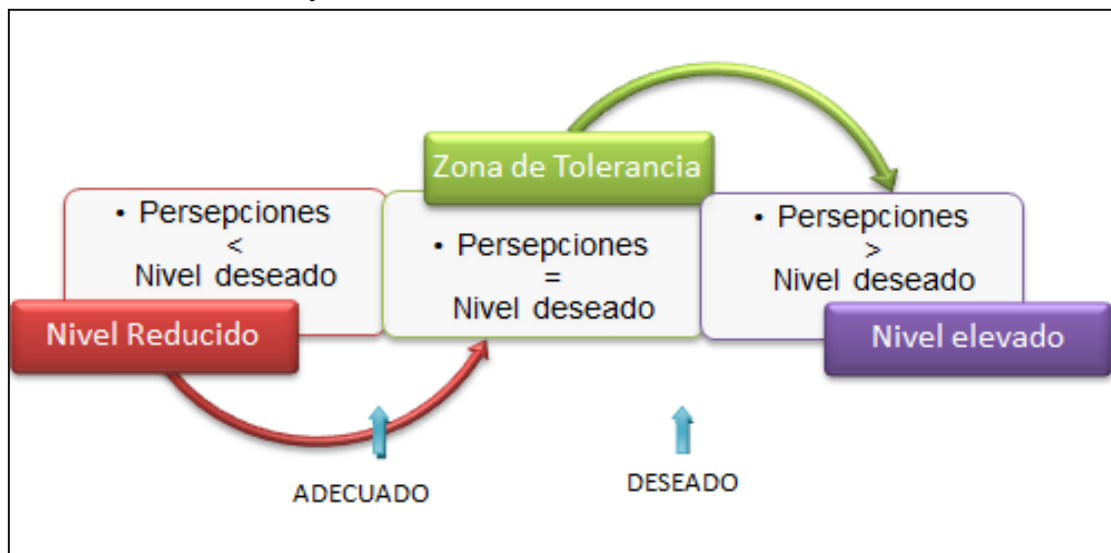 Zona de Tolerancia
• Persepciones
<
Nivel deseado
Nivel Reducido
• Persepciones
=
Nivel deseado
• Persepciones
>
Nivel deseado
Nivel elevado
ADECUADO
DESEADO